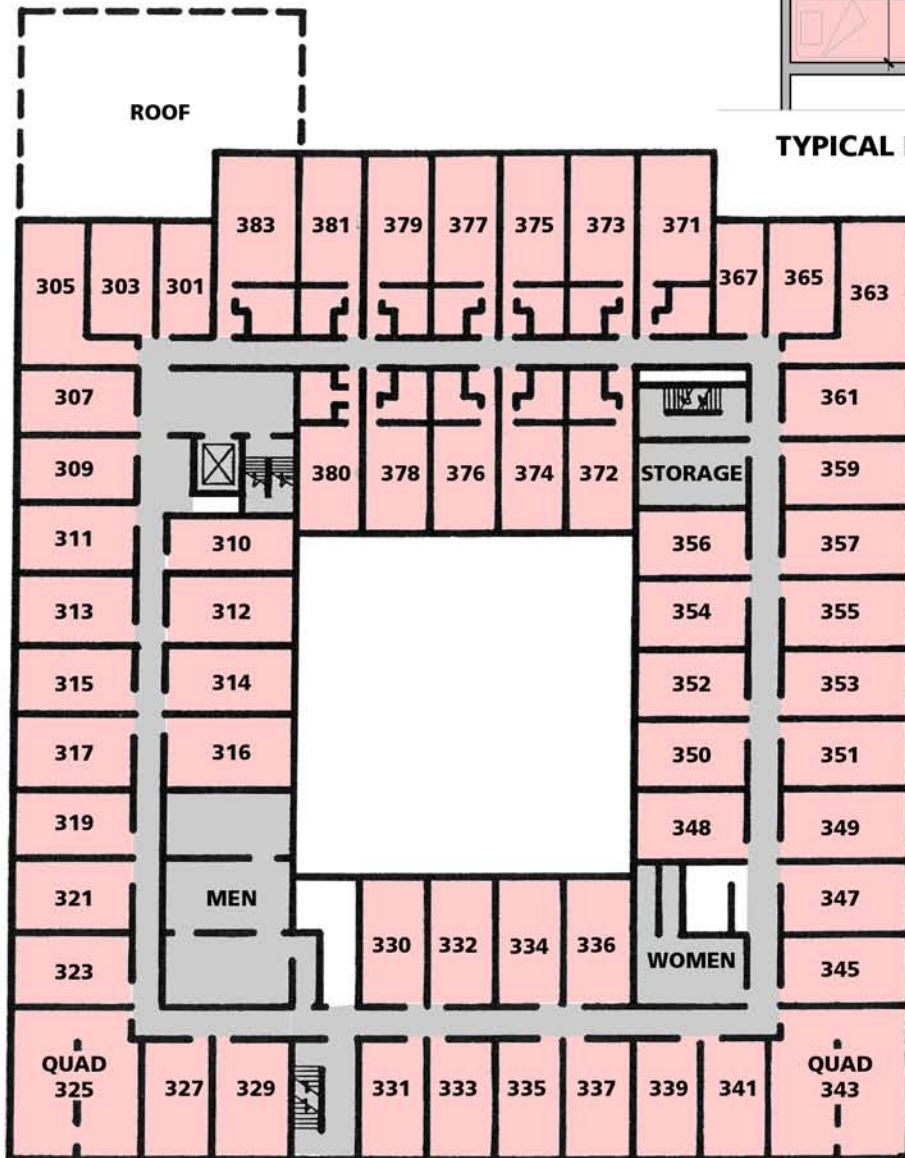 ROOF
TYPICAL
383 381 379 377 375 373 371
305 303 301 367 365 363
307 361
309 380 378 376 374 372 STORAGE 359
311 310 356 357
313 312 354 355
315 314 352 353
317 316 350 351
319 348 349
321 MEN 347
323 330 332 334 336 WOMEN 345
QUAD
325
327 329 331 333 335 337 339 341
QUAD
343